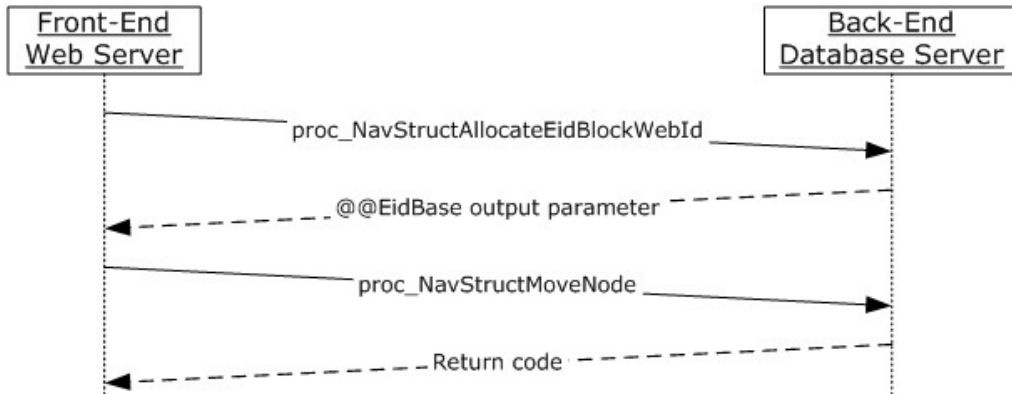 Front-End
Web Server
Back-End
Database Server
proc_NavStructAllocateEidBlockWebId
@@EidBase output parameter
proc_NavStructMoveNode
Return code